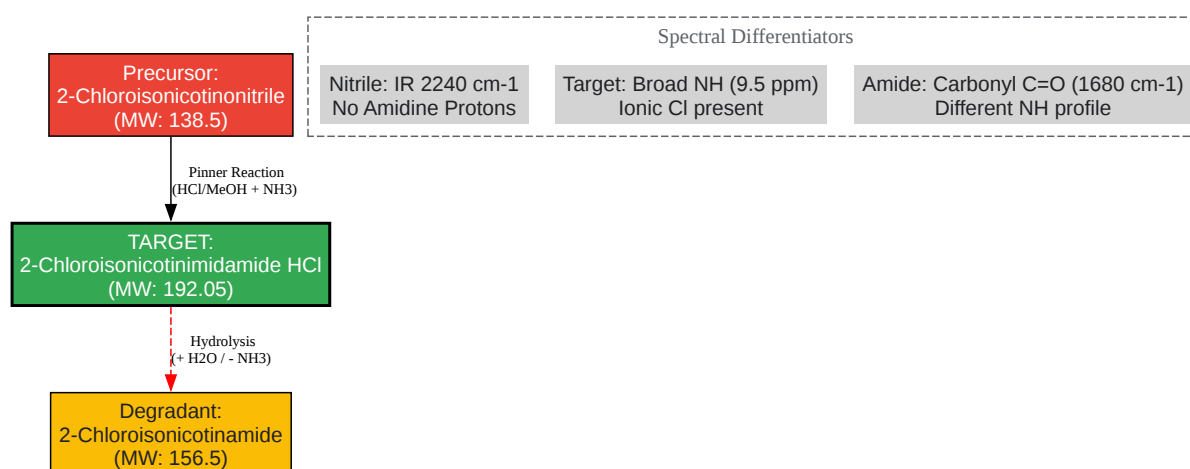 Spectral Differentiators
Precursor:
2-Chloroisonicotinonitrile
(MW: 138.5)
Nitrile: IR 2240 cm-1
No Amidine Protons
Target: Broad NH (9.5 ppm)
Ionic Cl present
Amide: Carbonyl C=O (1680 cm-1)
Different NH profile
Pinner Reaction
(HCl/MeOH + NH3)
TARGET:
2-Chloroisonicotinimidamide HCl
(MW: 192.05)
Hydrolysis
(+ H2O / - NH3)
Degradant:
2-Chloroisonicotinamide
(MW: 156.5)